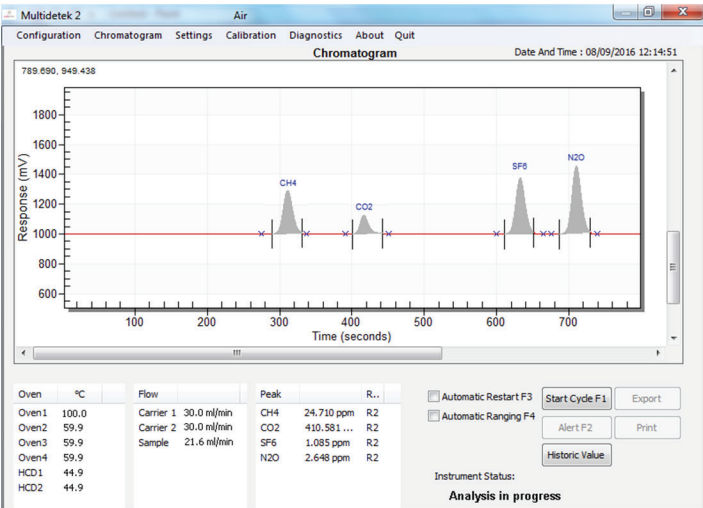 Multidetek 2 Air
Configuration Chromatogram Settings Calibration Diagnostics About Quit
Chromatogram Date And Time : 08/09/2016 12:14:51
789.690, 949.438
Response (mV)
1800
1600
1400
1200
1000
800
600
CH4
CO2
SF6
N2O
100 200 300 400 500 600 700
Time (seconds)
Oven °C
Oven1 100.0
Oven2 59.9
Oven3 59.9
Oven4 59.9
HCD1 44.9
HCD2 44.9
Flow
Carrier 1 30.0 ml/min
Carrier 2 30.0 ml/min
Sample 21.6 ml/min
Peak R..
CH4 24.710 ppm R2
CO2 410.581 ... R2
SF6 1.085 ppm R2
N2O 2.648 ppm R2
Automatic Restart F3
Automatic Ranging F4
Start Cycle F1 Export
Alert F2 Print
Historic Value
Instrument Status:
Analysis in progress